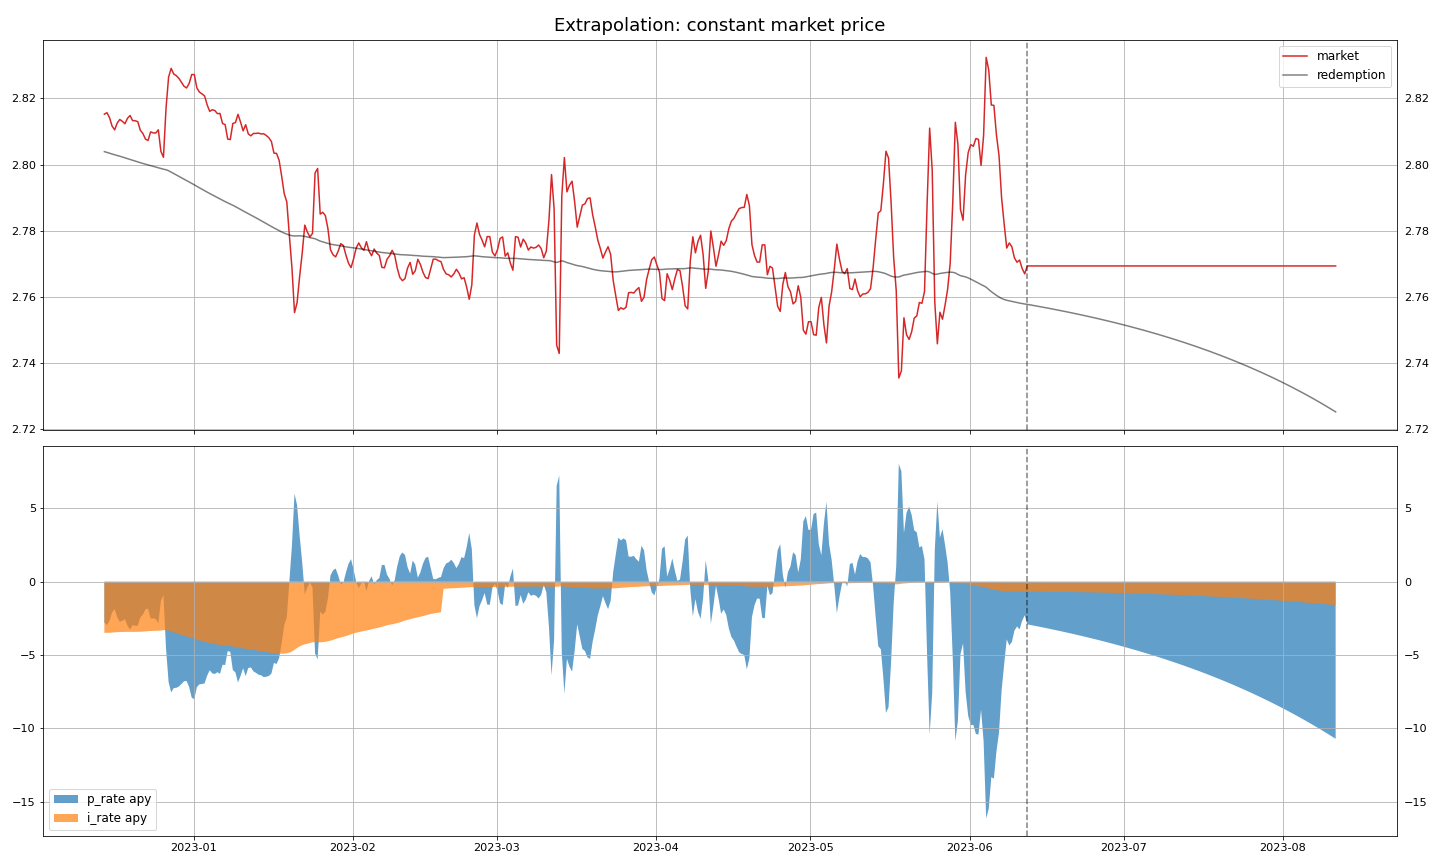 Extrapolation: constant market price
market
redemption
2.82 2.82
2.80 2.80
2.78 2.78
2.76 2.76
2.74 2.74
2.72 2.72
5 5
0 0
−5 −5
−10 −10
−15 −15
p_rate apy
i_rate apy
2023-01 2023-02 2023-03 2023-04 2023-05 2023-06 2023-07 2023-08